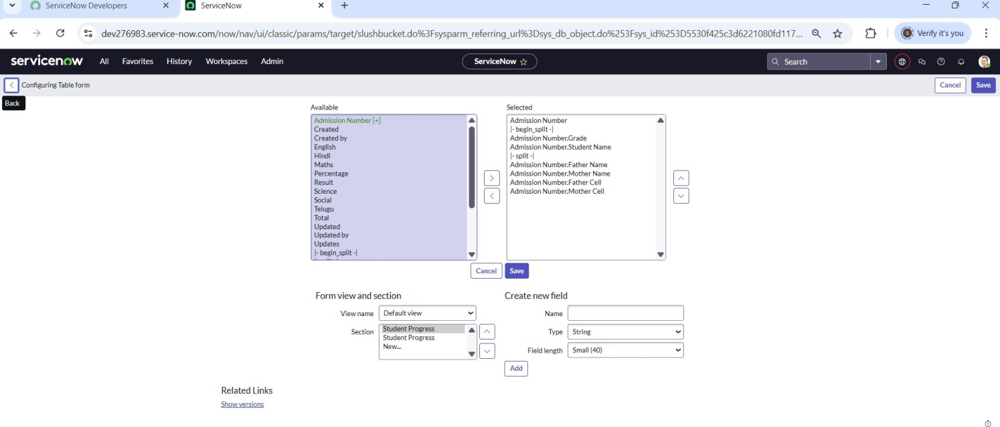 ServiceNow Developers
ServiceNow
dev276983.service-now.com/now/nav/ui/classic/params/target/slushbucket.do%3Fsysparm_referring_url%3Dsys_db_object.do%253Fsys_id%253D5530f425c3d6221080fd117...
Verify it's you
servicenow All Favorites History Workspaces Admin
ServiceNow
Search
Configuring Table form
Cancel Save
Back
Available
Admission Number [+]
Created
Created by
English
Hindi
Maths
Percentage
Result
Science
Social
Telugu
Total
Updated
Updated by
Updates
|- begin_split -|
Selected
Admission Number
|- begin_split -|
Admission Number.Grade
Admission Number.Student Name
|- split -|
Admission Number.Father Name
Admission Number.Mother Name
Admission Number.Father Cell
Admission Number.Mother Cell
Cancel Save
Form view and section
View name Default view
Section Student Progress
Student Progress
New...
Create new field
Name
Type String
Field length Small (40)
Add
Related Links
Show versions